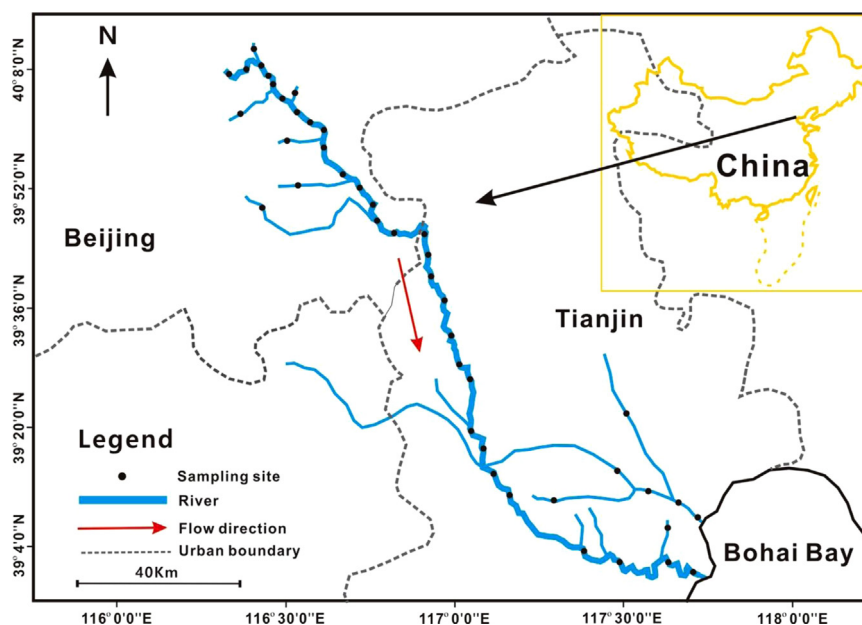 N
China
Beijing
Tianjin
Legend
Sampling site
River
Flow direction
Urban boundary
40Km
Bohai Bay
40°8'0''N
39°52'0''N
39°36'0''N
39°20'0''N
39°4'0''N
116°0'0''E
116°30'0''E
117°0'0''E
117°30'0''E
118°0'0''E